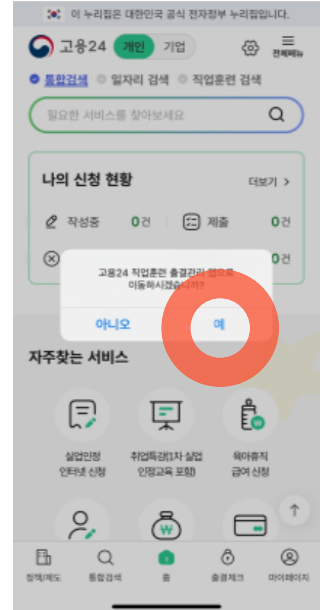 이 누리집은 대한민국 공식 전자정부 누리집입니다.
고용24 개인 기업 전체메뉴
통합검색 일자리 검색 직업훈련 검색
필요한 서비스를 찾아보세요
나의 신청 현황 더보기 >
작성중 0건 제출 0건
0건
고용24 직업훈련 출결관리 앱으로
이동하시겠습니까?
아니오 예
자주찾는 서비스
실업인정 취업특강(1차 실업 육아휴직
인터넷 신청 인정교육 포함) 급여 신청
정책/제도 통합검색 홈 출결체크 마이페이지